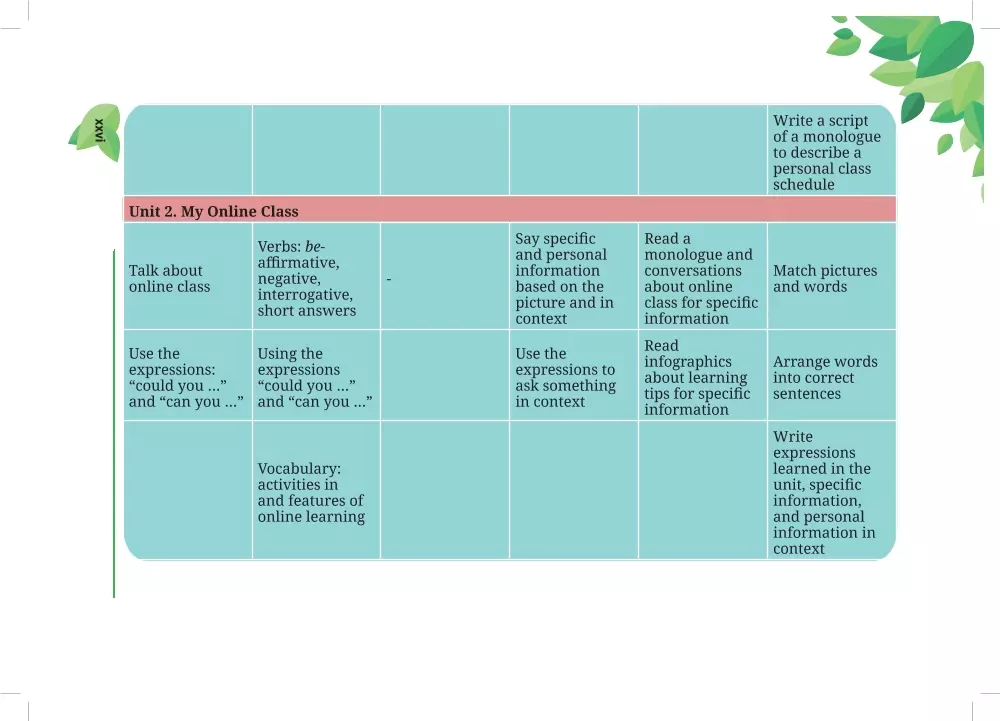 xxvi
Write a script
of a monologue
to describe a
personal class
schedule
Unit 2. My Online Class
Talk about
online class
Verbs: be-
affirmative,
negative,
interrogative,
short answers
-
Say specific
and personal
information
based on the
picture and in
context
Read a
monologue and
conversations
about online
class for specific
information
Match pictures
and words
Use the
expressions:
“could you ...”
and “can you ...”
Using the
expressions
“could you ...”
and “can you ...”
Use the
expressions to
ask something
in context
Read
infographics
about learning
tips for specific
information
Arrange words
into correct
sentences
Vocabulary:
activities in
and features of
online learning
Write
expressions
learned in the
unit, specific
information,
and personal
information in
context